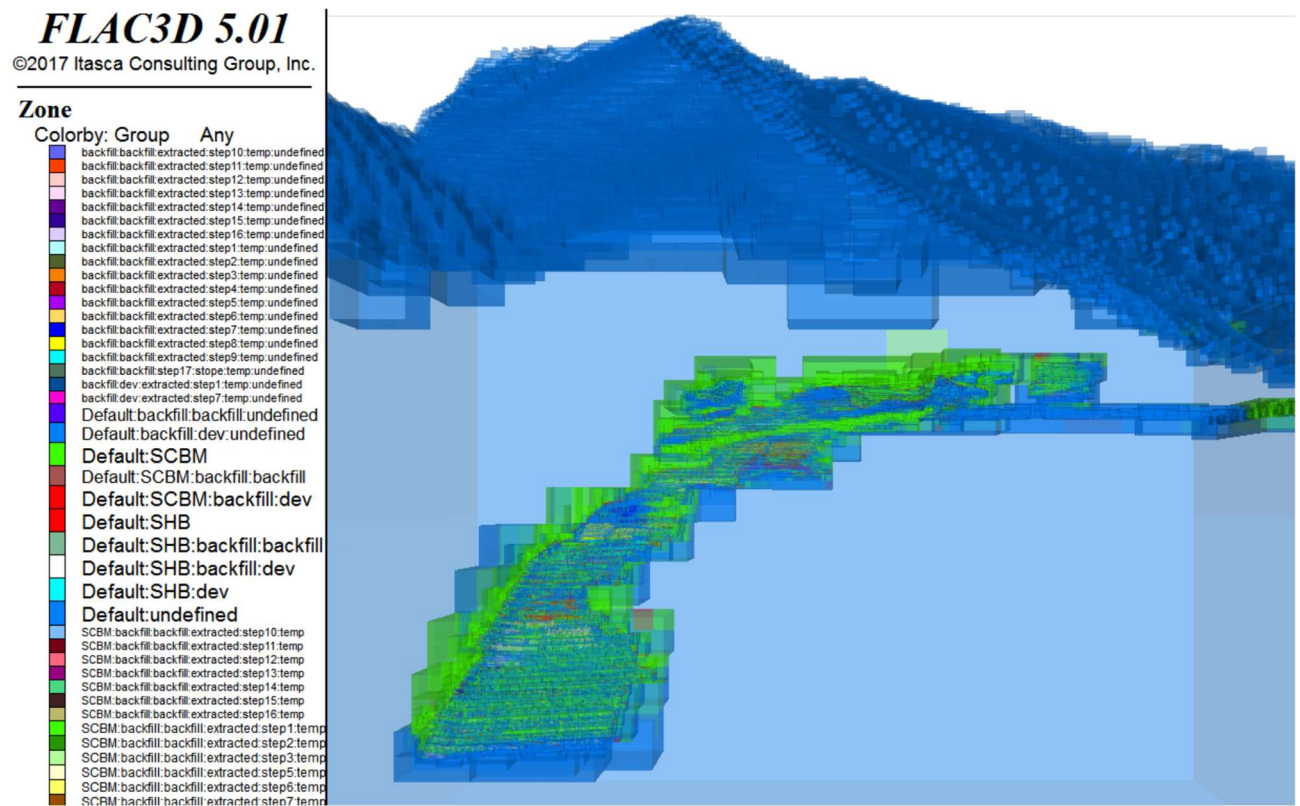 FLAC3D 5.01
©2017 Itasca Consulting Group, Inc.
Zone
Colorby: Group Any
backfill:backfill:extracted:step10:temp:undefined
backfill:backfill:extracted:step11:temp:undefined
backfill:backfill:extracted:step12:temp:undefined
backfill:backfill:extracted:step13:temp:undefined
backfill:backfill:extracted:step14:temp:undefined
backfill:backfill:extracted:step15:temp:undefined
backfill:backfill:extracted:step16:temp:undefined
backfill:backfill:extracted:step1:temp:undefined
backfill:backfill:extracted:step2:temp:undefined
backfill:backfill:extracted:step3:temp:undefined
backfill:backfill:extracted:step4:temp:undefined
backfill:backfill:extracted:step5:temp:undefined
backfill:backfill:extracted:step6:temp:undefined
backfill:backfill:extracted:step7:temp:undefined
backfill:backfill:extracted:step8:temp:undefined
backfill:backfill:extracted:step9:temp:undefined
backfill:backfill:step17:stope:temp:undefined
backfill:dev:extracted:step1:temp:undefined
backfill:dev:extracted:step7:temp:undefined
Default:backfill:backfill:undefined
Default:backfill:dev:undefined
Default:SCBM
Default:SCBM:backfill:backfill
Default:SCBM:backfill:dev
Default:SHB
Default:SHB:backfill:backfill
Default:SHB:backfill:dev
Default:SHB:dev
Default:undefined
SCBM:backfill:backfill:extracted:step10:temp
SCBM:backfill:backfill:extracted:step11:temp
SCBM:backfill:backfill:extracted:step12:temp
SCBM:backfill:backfill:extracted:step13:temp
SCBM:backfill:backfill:extracted:step14:temp
SCBM:backfill:backfill:extracted:step15:temp
SCBM:backfill:backfill:extracted:step16:temp
SCBM:backfill:backfill:extracted:step1:temp
SCBM:backfill:backfill:extracted:step2:temp
SCBM:backfill:backfill:extracted:step3:temp
SCBM:backfill:backfill:extracted:step5:temp
SCBM:backfill:backfill:extracted:step6:temp
SCBM:backfill:backfill:extracted:step7:temp